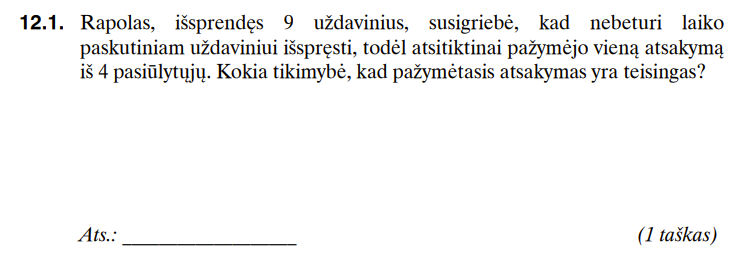 12.1. Rapolas, išsprendęs 9 uždavinius, susigriebė, kad nebeturi laiko
paskutiniam uždaviniui išspręsti, todėl atsitiktinai pažymėjo vieną atsakymą
iš 4 pasiūlytųjų. Kokia tikimybė, kad pažymėtasis atsakymas yra teisingas?
Ats.: __________________ (1 taškas)